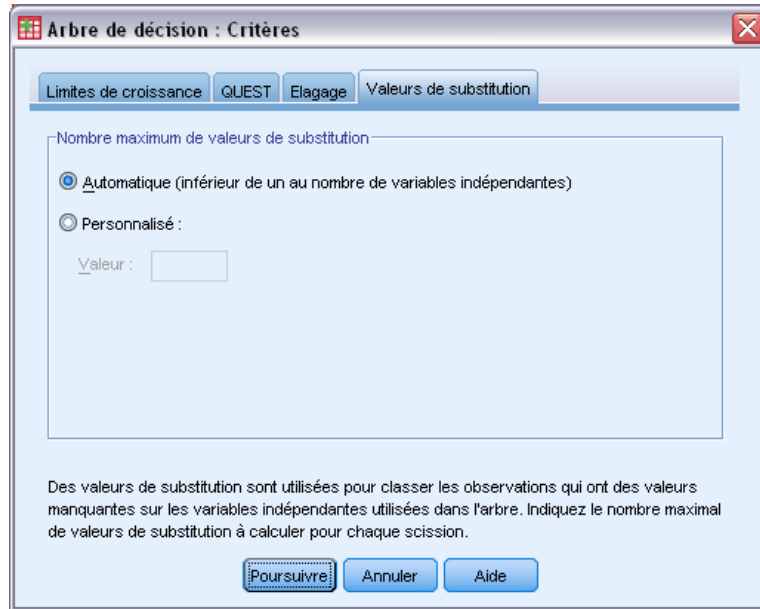 Arbre de décision : Critères
Limites de croissance QUEST Elagage Valeurs de substitution
Nombre maximum de valeurs de substitution
Automatique (inférieur de un au nombre de variables indépendantes)
Personnalisé :
Valeur :
Des valeurs de substitution sont utilisées pour classer les observations qui ont des valeurs
manquantes sur les variables indépendantes utilisées dans l'arbre. Indiquez le nombre maximal
de valeurs de substitution à calculer pour chaque scission.
Poursuivre Annuler Aide